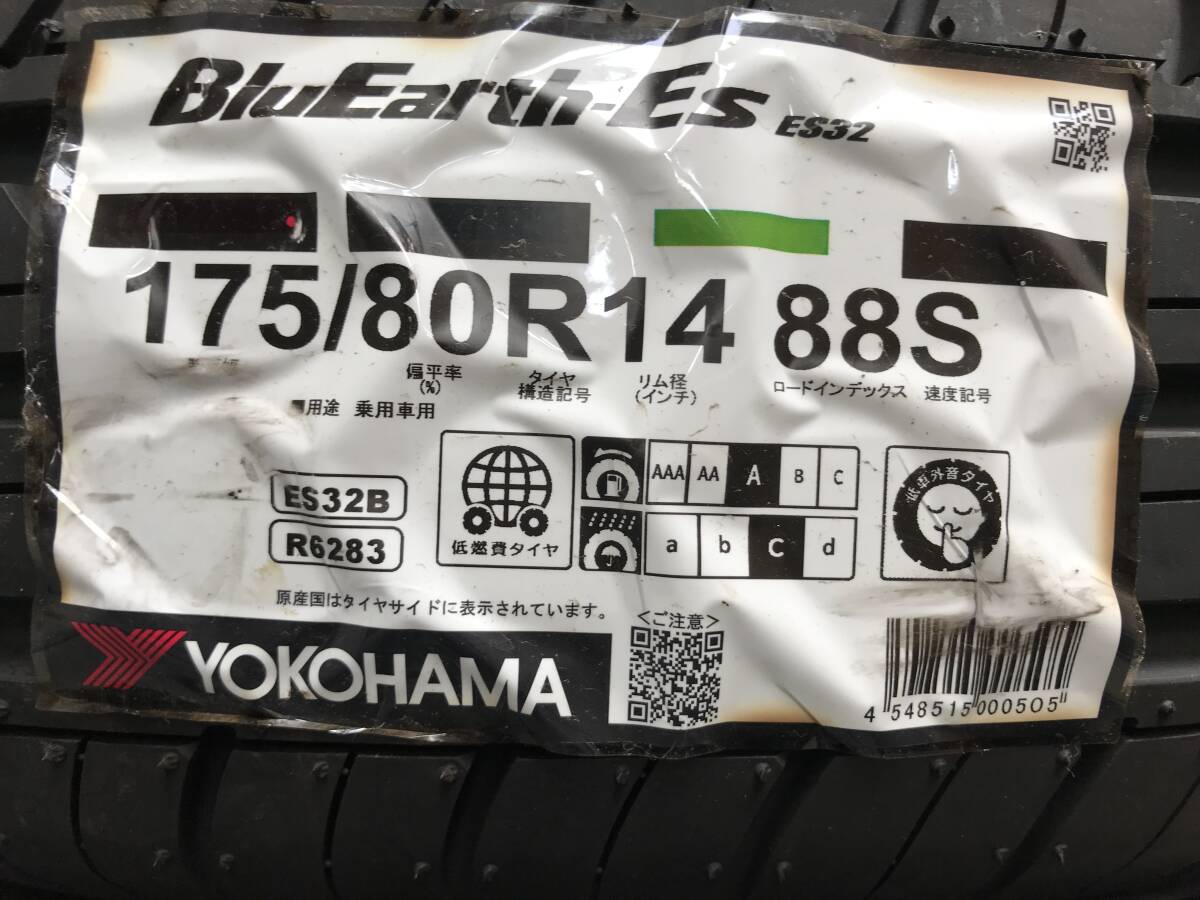 BluEarth-Es ES32
175/80R14 88S
偏平率
(%)
タイヤ
構造記号
リム径
(インチ)
ロードインデックス
速度記号
■用途 乗用車用
ES32B
R6283
低燃費タイヤ
AAA AA A B C
a b c d
低車外音タイヤ
原産国はタイヤサイドに表示されています。
<ご注意>
YOKOHAMA
4 548515 000505